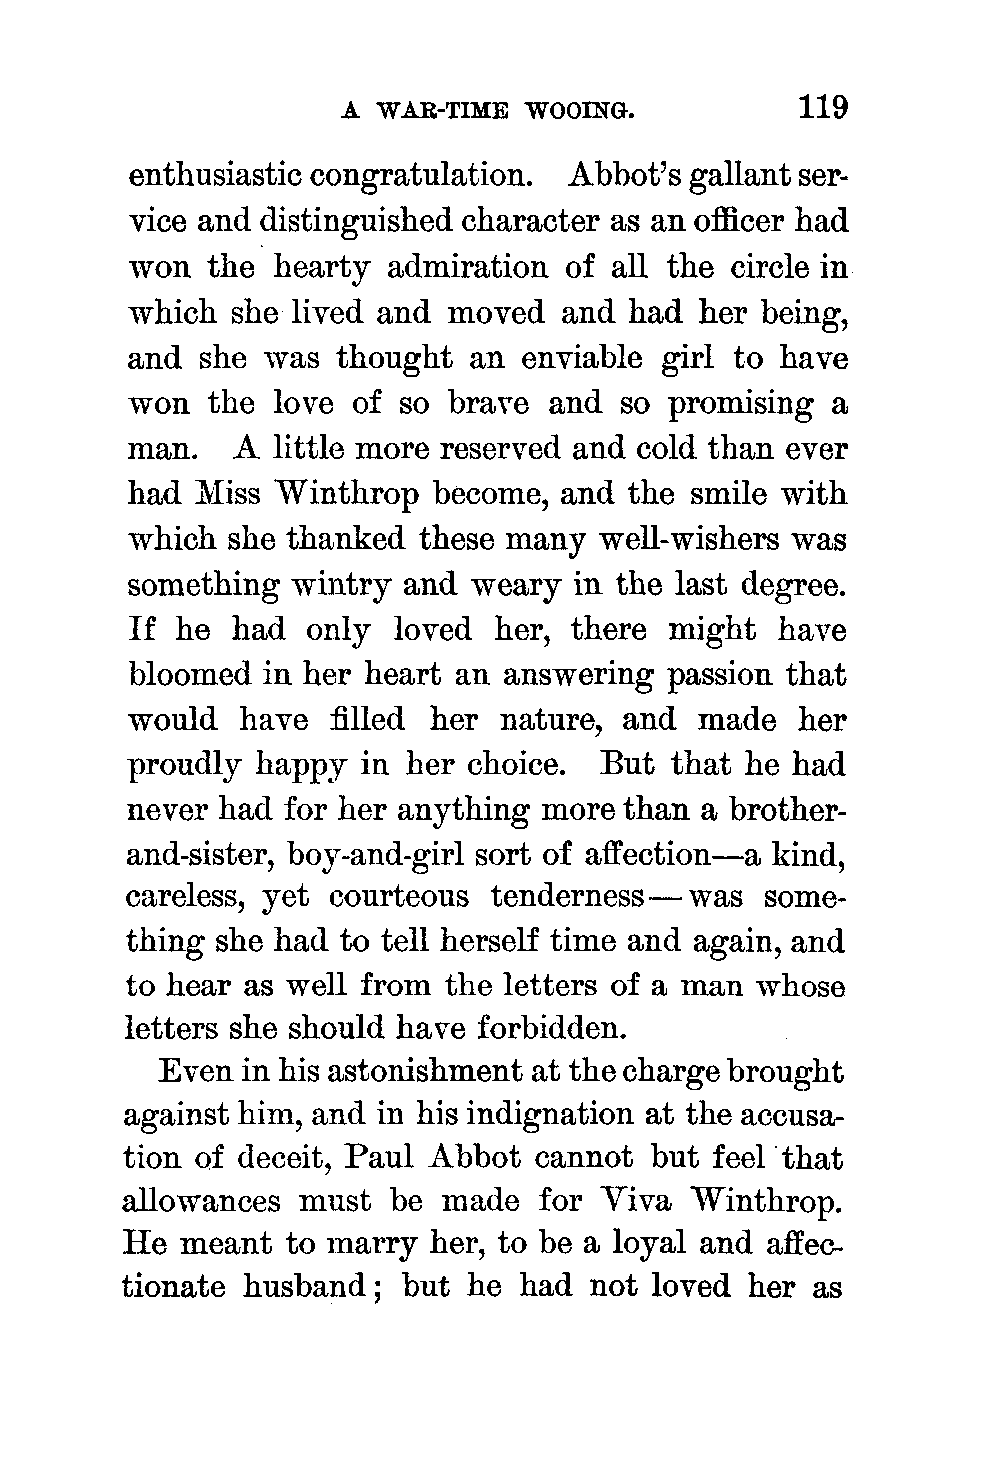 A WAR-TIME WOOING. 119
enthusiastic congratulation. Abbot's gallant ser-
vice and distinguished character as an officer had
won the hearty admiration of all the circle in
which she lived and moved and had her being,
and she was thought an enviable girl to have
won the love of so brave and so promising a
man. A little more reserved and cold than ever
had Miss Winthrop become, and the smile with
which she thanked these many well-wishers was
something wintry and weary in the last degree.
If he had only loved her, there might have
bloomed in her heart an answering passion that
would have filled her nature, and made her
proudly happy in her choice. But that he had
never had for her anything more than a brother-
and-sister, boy-and-girl sort of affection—a kind,
careless, yet courteous tenderness—was some-
thing she had to tell herself time and again, and
to hear as well from the letters of a man whose
letters she should have forbidden.
Even in his astonishment at the charge brought
against him, and in his indignation at the accusa-
tion of deceit, Paul Abbot cannot but feel that
allowances must be made for Viva Winthrop.
He meant to marry her, to be a loyal and affec-
tionate husband; but he had not loved her as